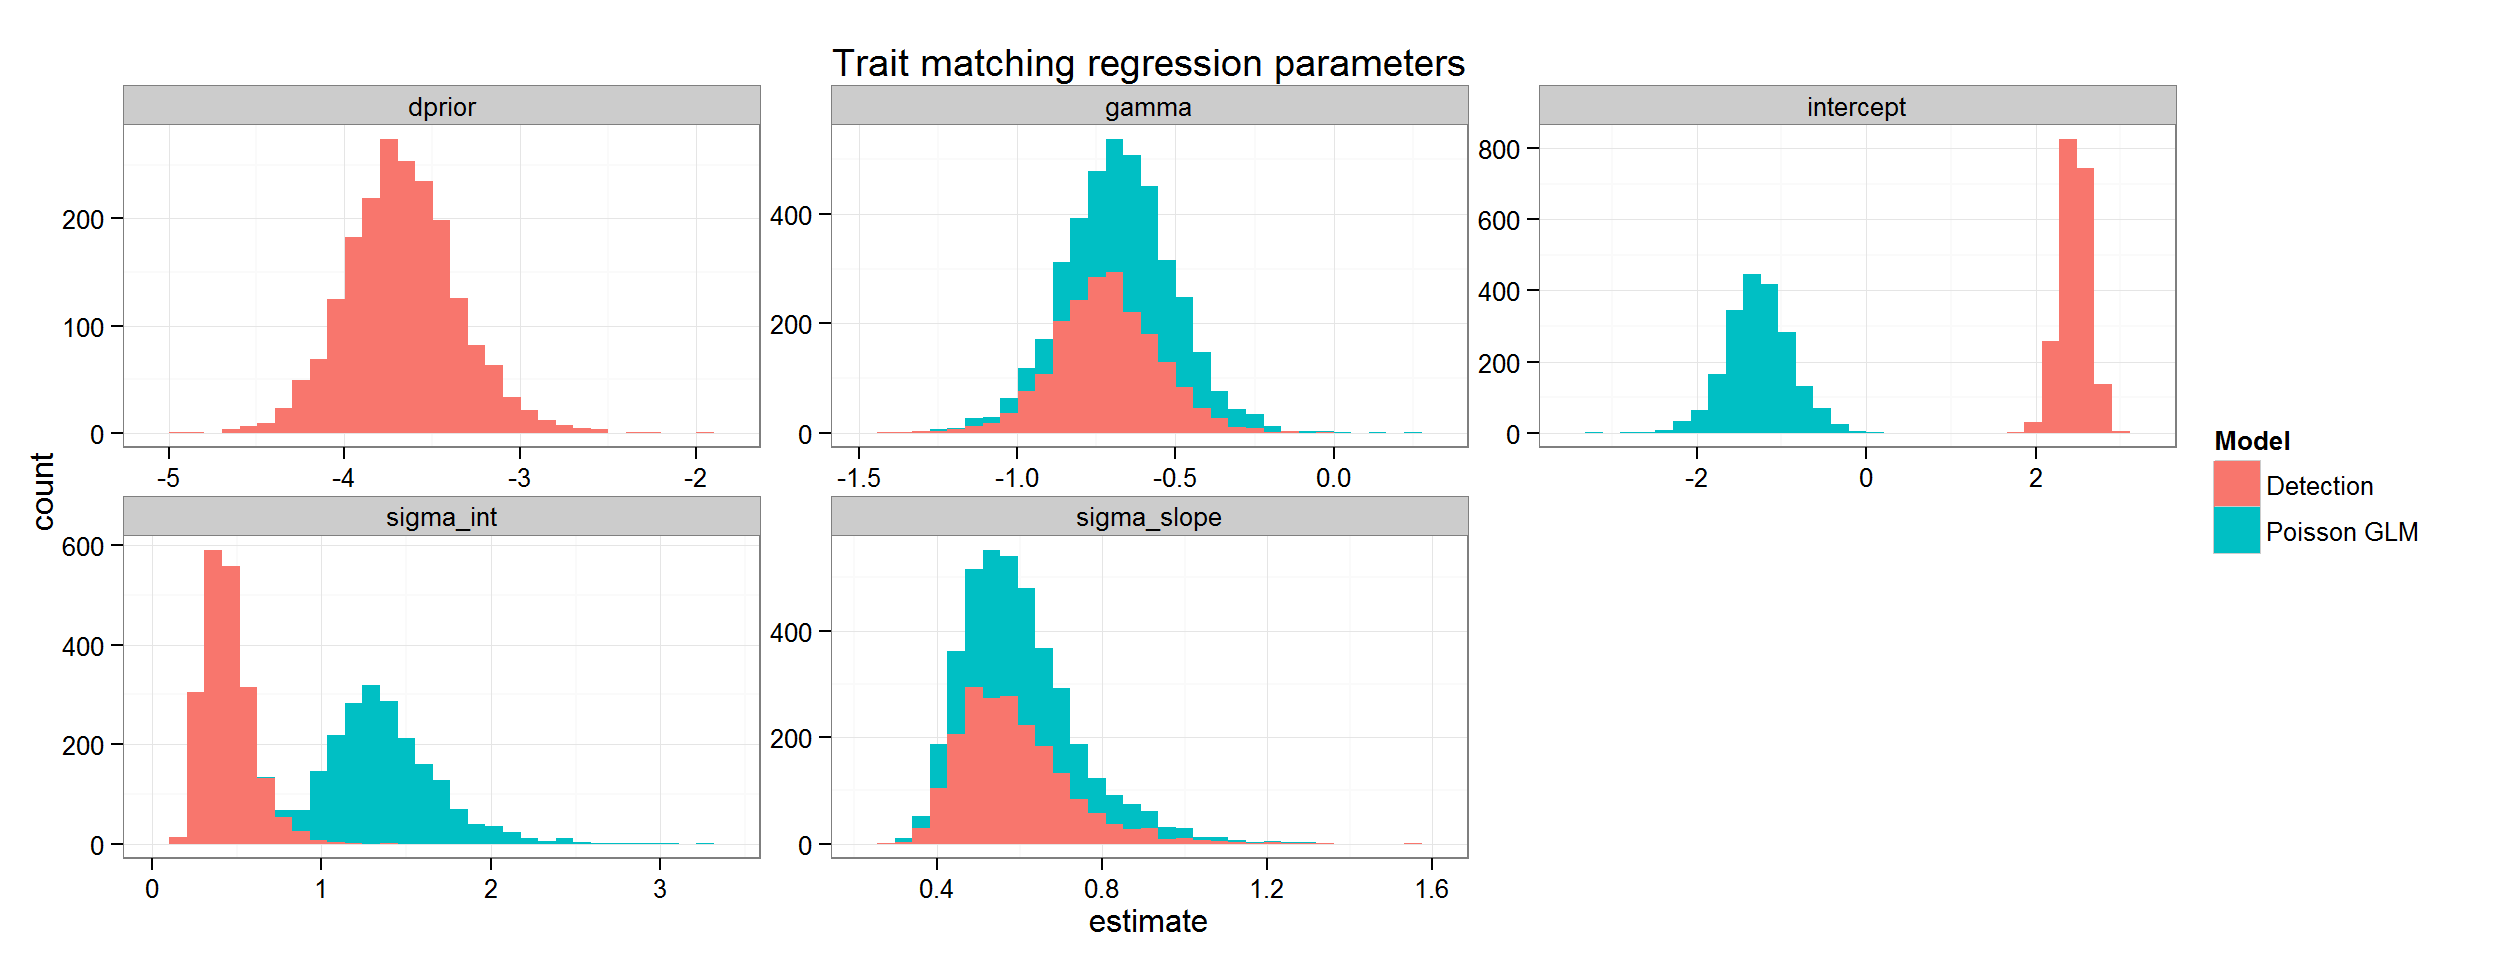 Trait matching regression parameters
dprior
gamma
intercept
200
100
0
-5 -4 -3 -2
400
200
0
-1.5 -1.0 -0.5 0.0
800
600
400
200
0
-2 0 2
count
sigma_int
sigma_slope
600
400
200
0
0 1 2 3
400
200
0
0.4 0.8 1.2 1.6
estimate
Model
Detection
Poisson GLM